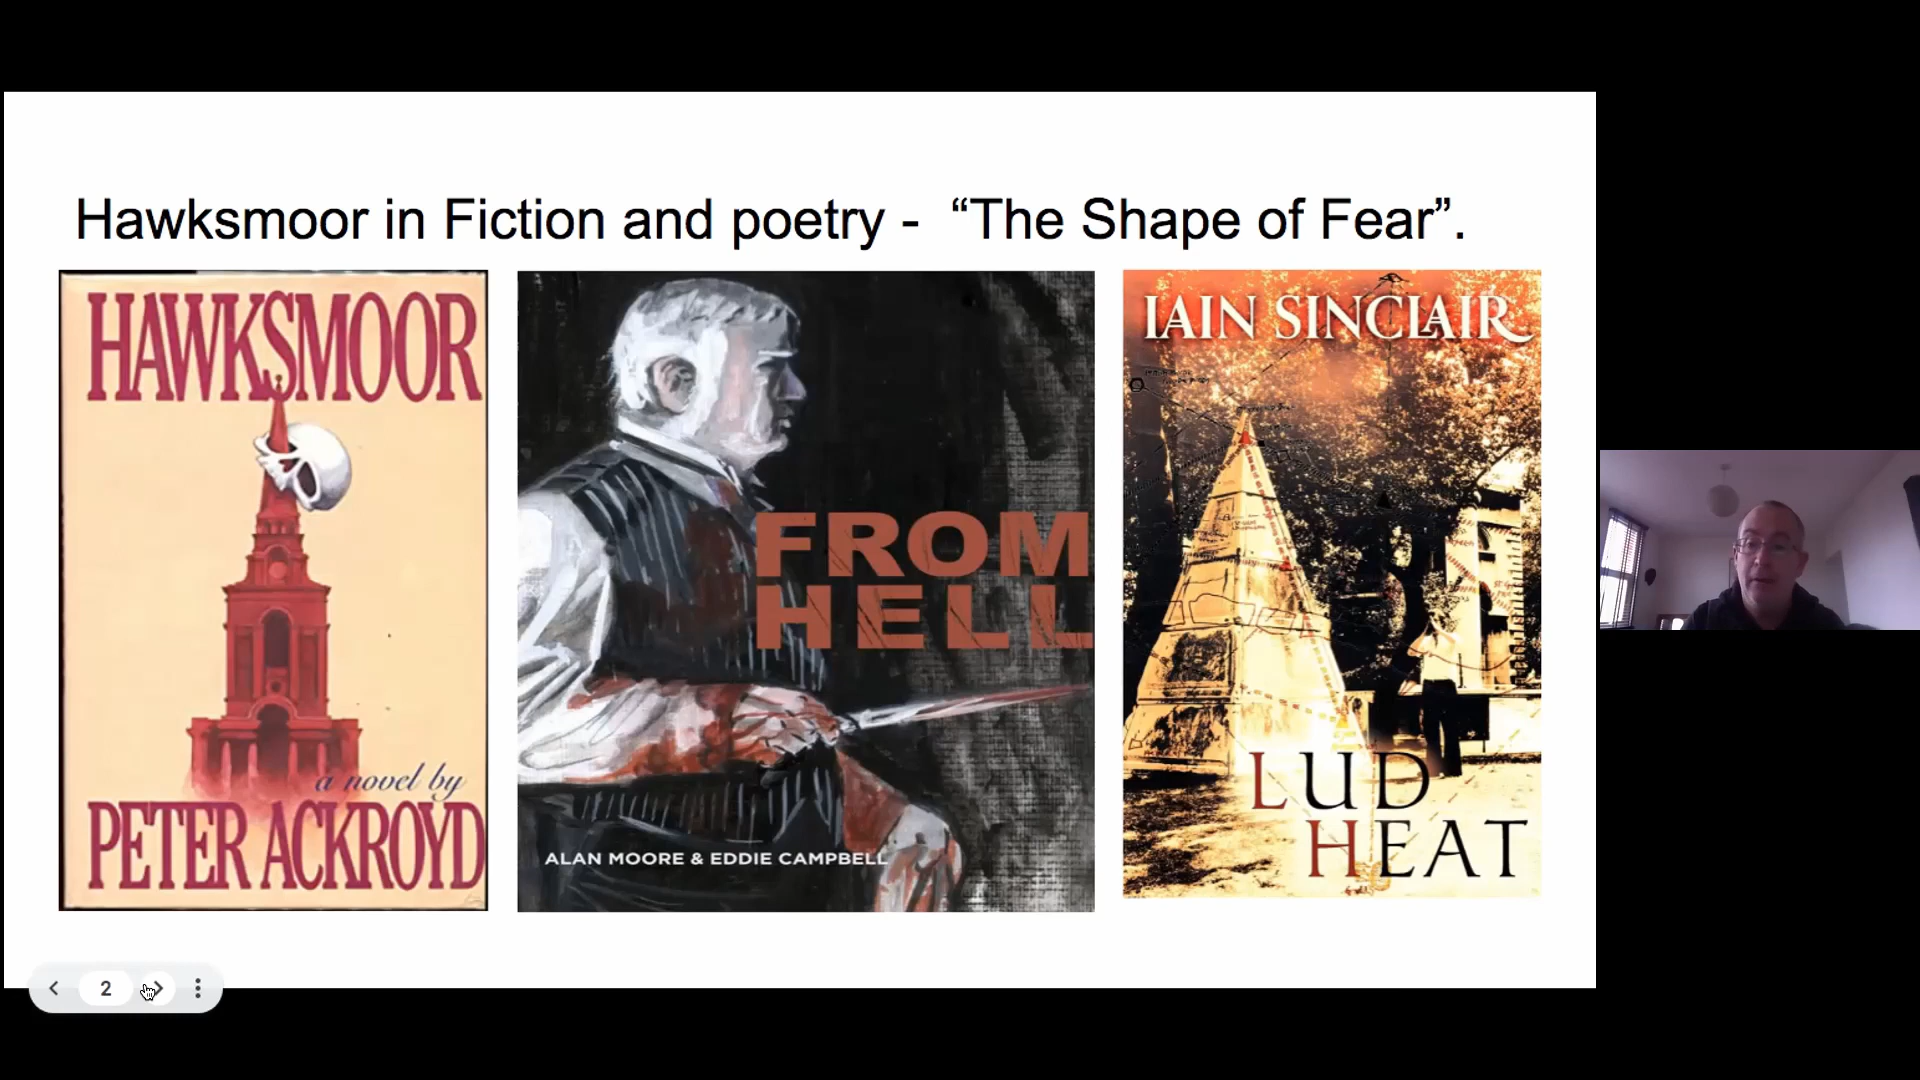 Hawksmoor in Fiction and poetry - “The Shape of Fear”.
HAWKSMOOR
a novel by
PETER ACKROYD
FROM
HELL
ALAN MOORE & EDDIE CAMPBELL
IAIN SINCLAIR
LUD
HEAT
2